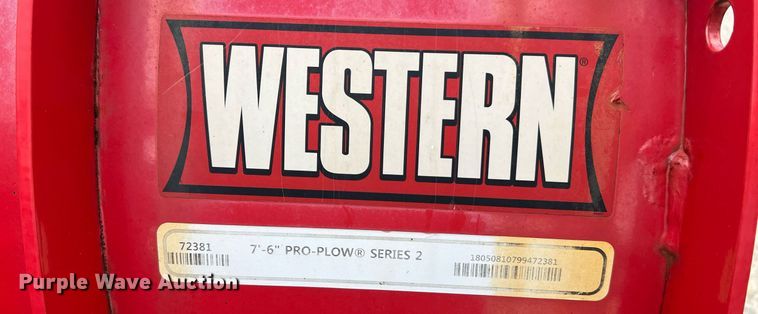 WESTERN®
72381 7'-6" PRO-PLOW® SERIES 2 18050810799472381
Purple Wave Auction